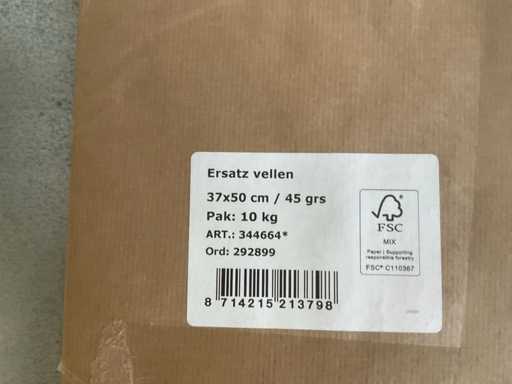 Ersatz vellen
37x50 cm / 45 grs
Pak: 10 kg
ART.: 344664*
Ord: 292899
8 714215 213798
FSC
MIX
Paper | Supporting
responsible forestry
FSC® C110367